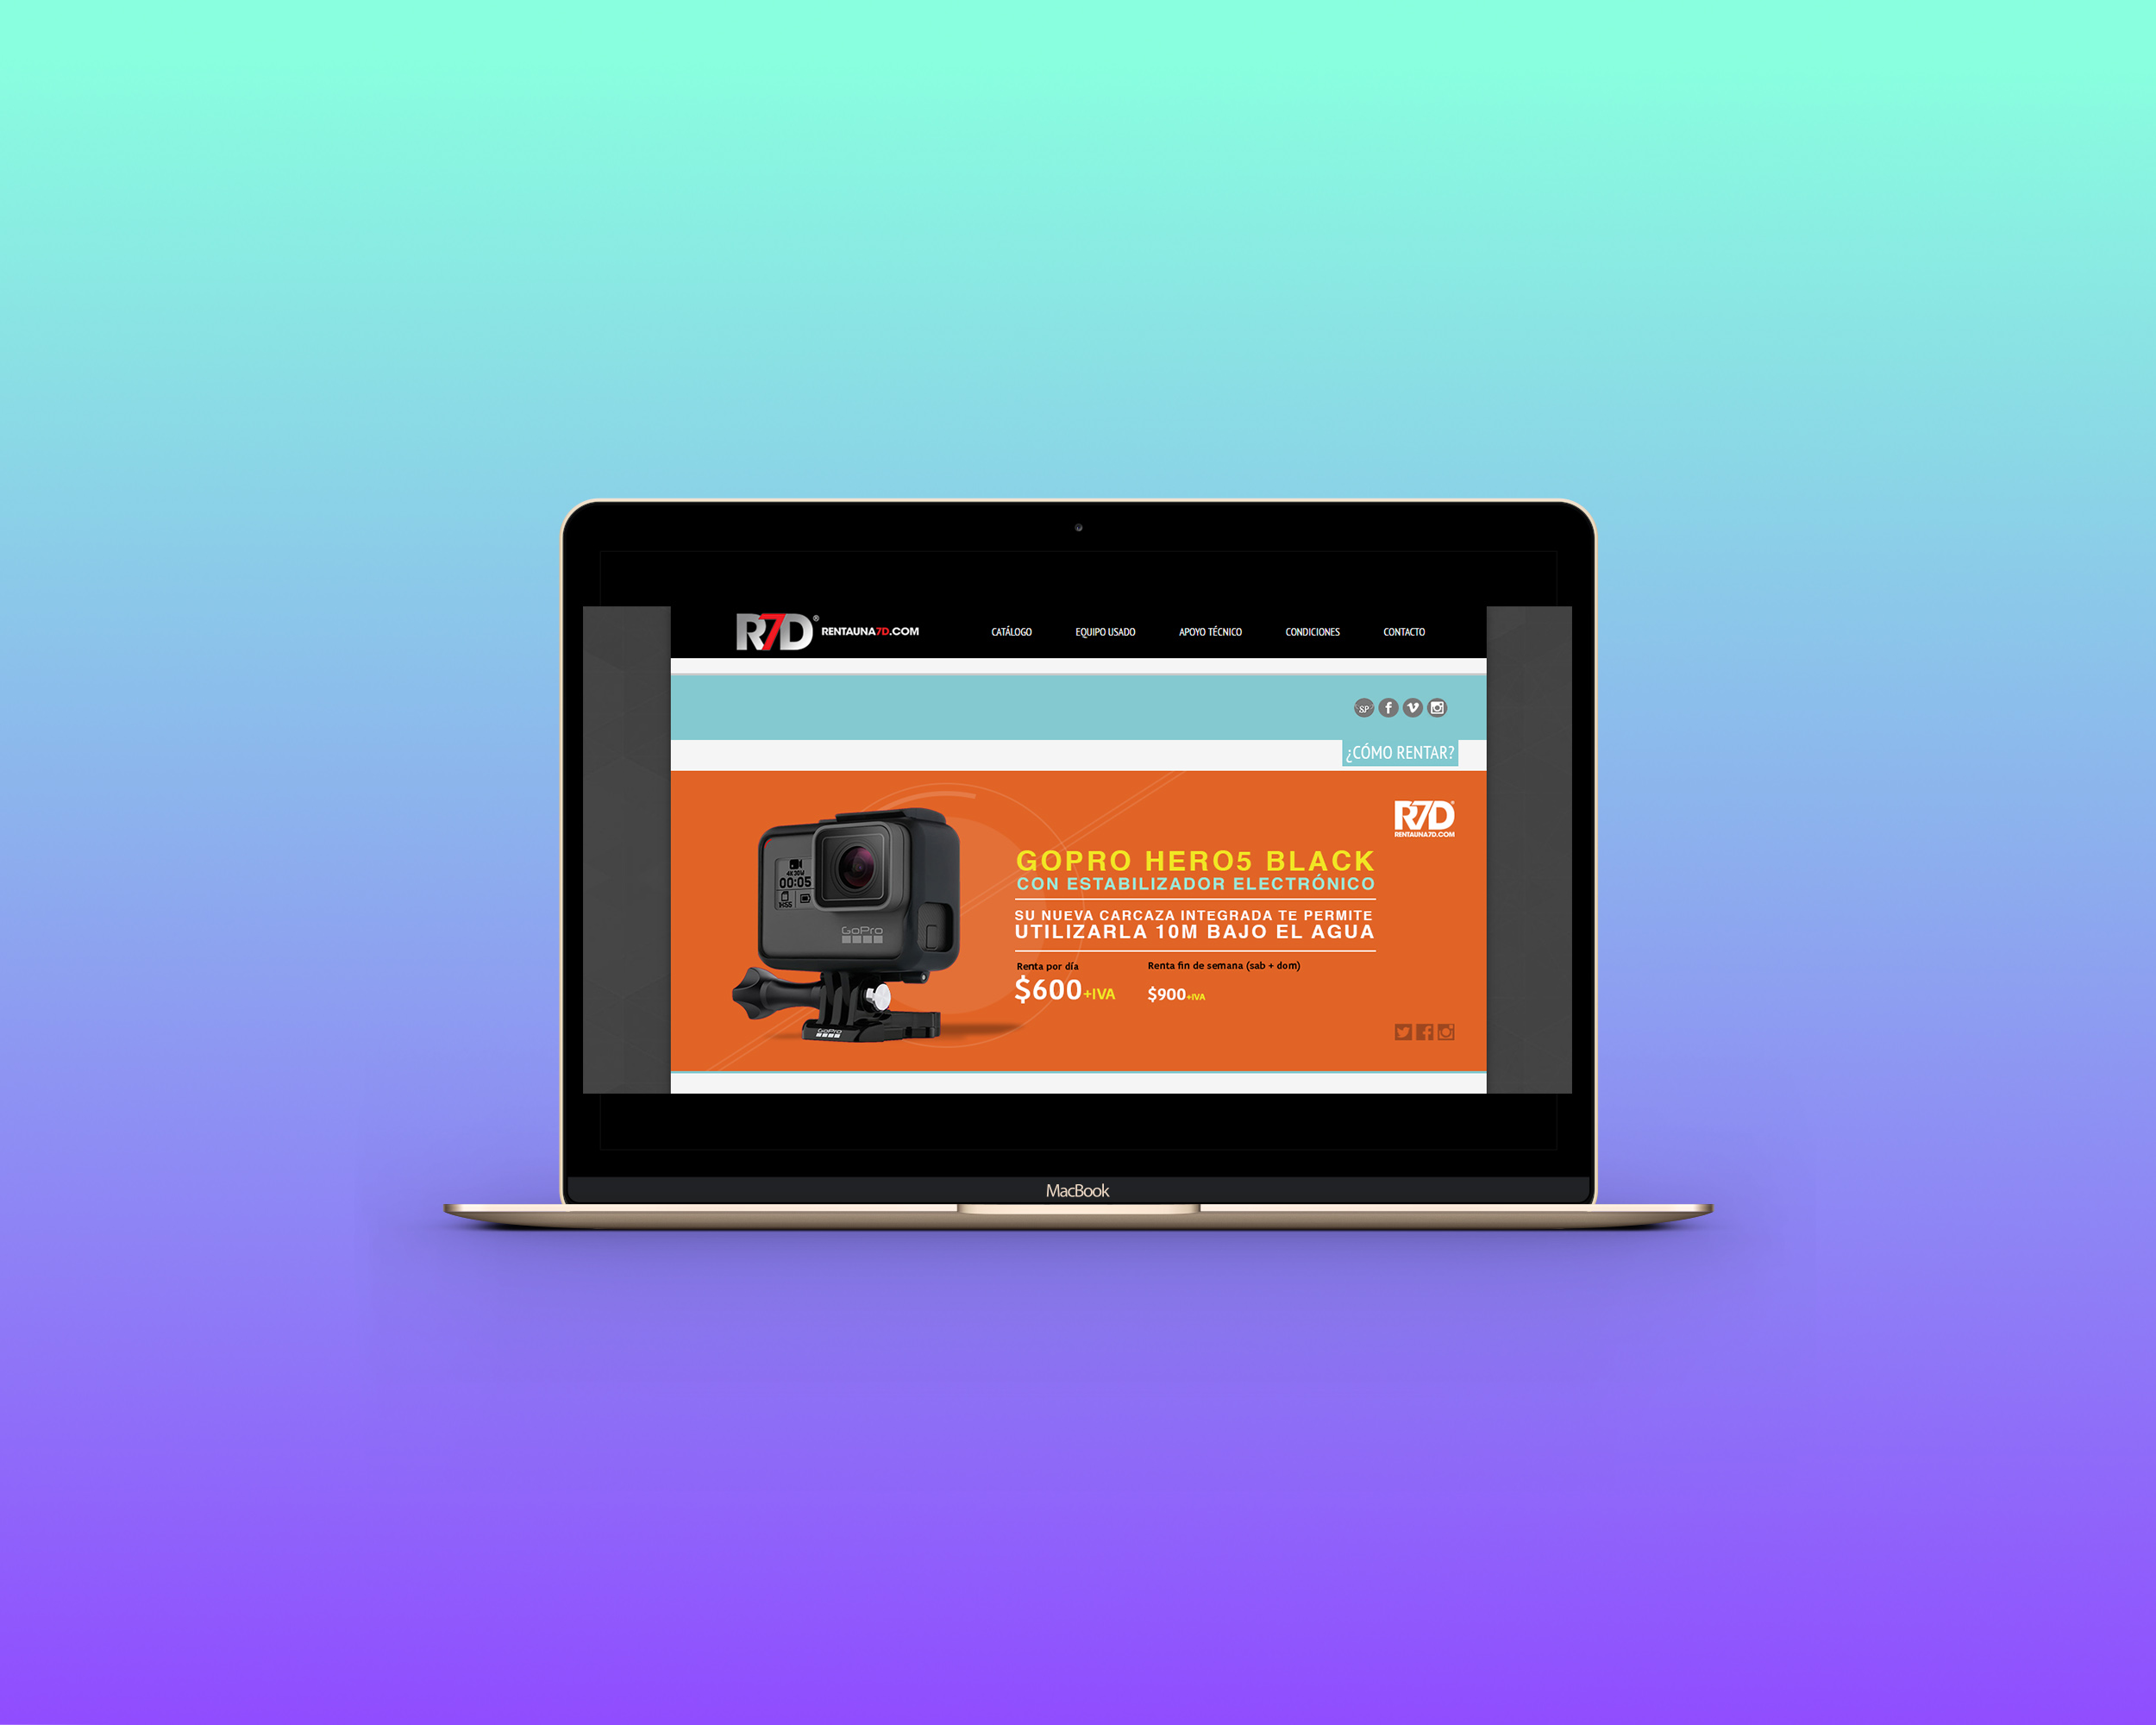 R7D® RENTAUNA7D.COM
CATÁLOGO EQUIPO USADO APOYO TÉCNICO CONDICIONES CONTACTO
SP
¿CÓMO RENTAR?
R7D
RENTAUNA7D.COM
GOPRO HERO5 BLACK
CON ESTABILIZADOR ELECTRÓNICO
SU NUEVA CARCAZA INTEGRADA TE PERMITE
UTILIZARLA 10M BAJO EL AGUA
Renta por día
$600+IVA
Renta fin de semana (sab + dom)
$900+IVA
00:05
GoPro
GoPro
MacBook